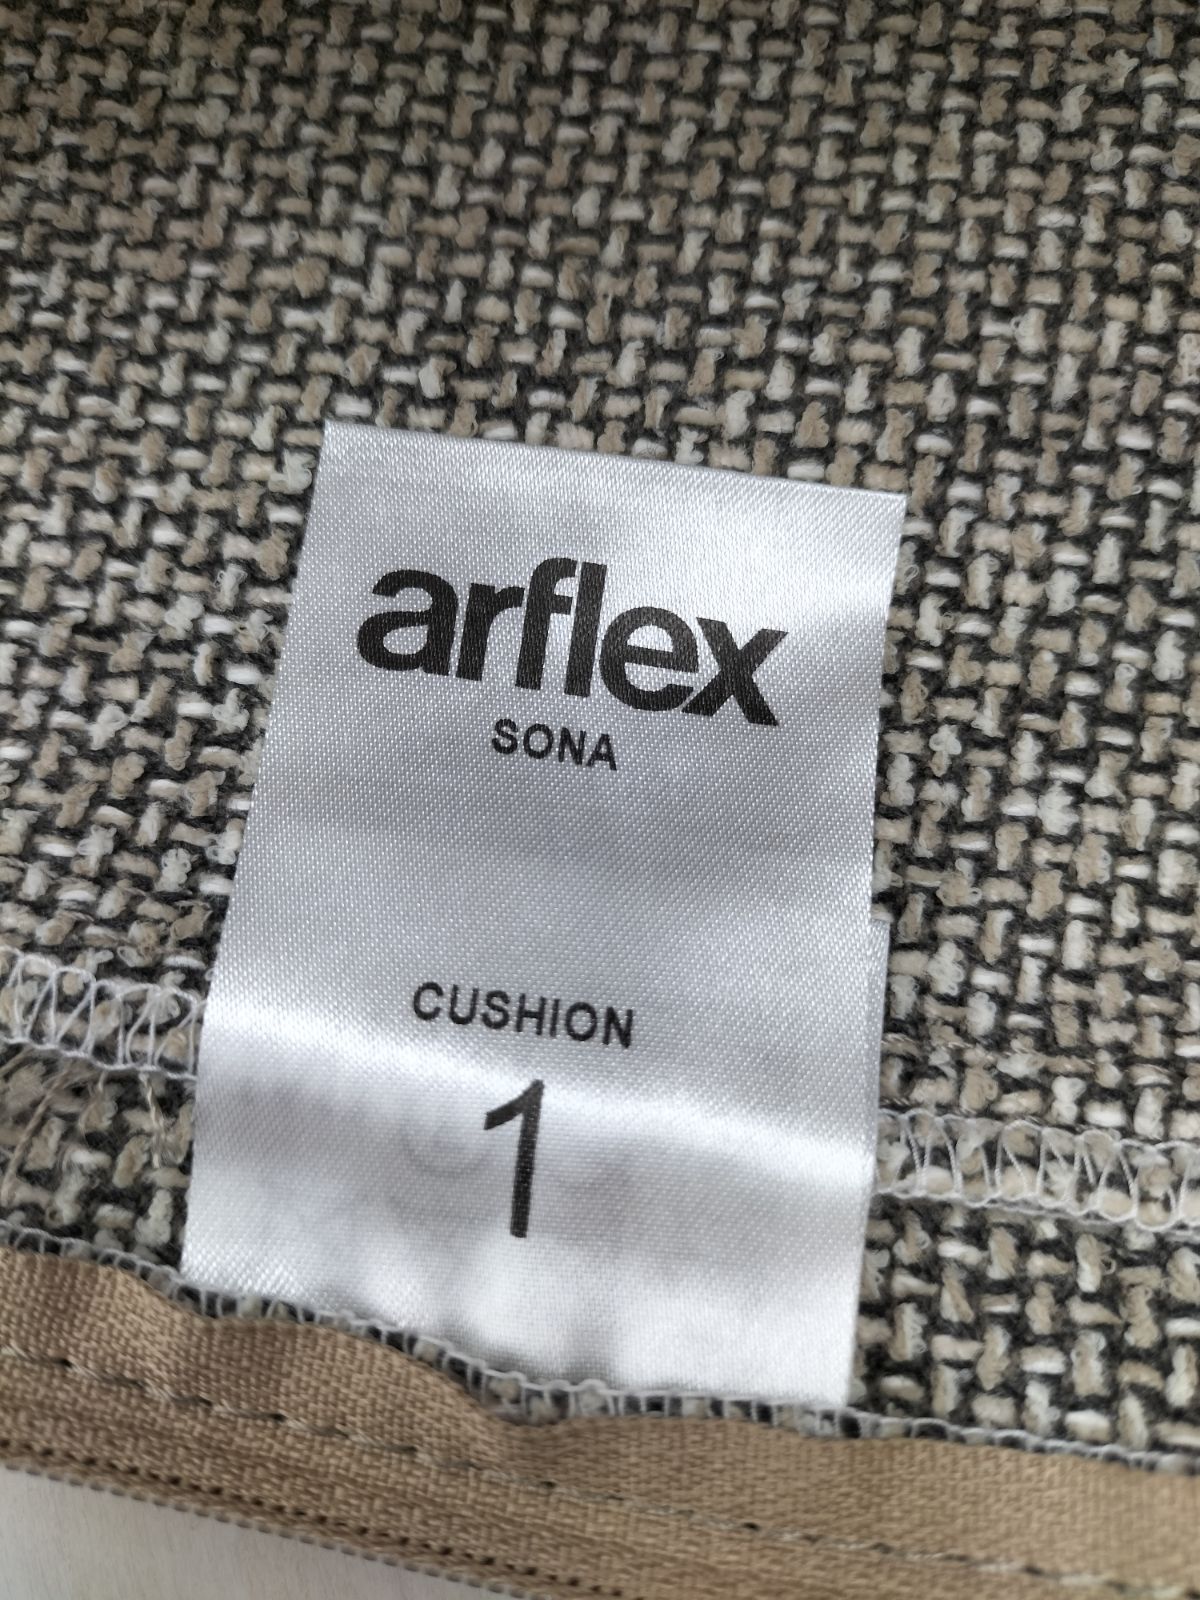 arflex
SONA
CUSHION
1